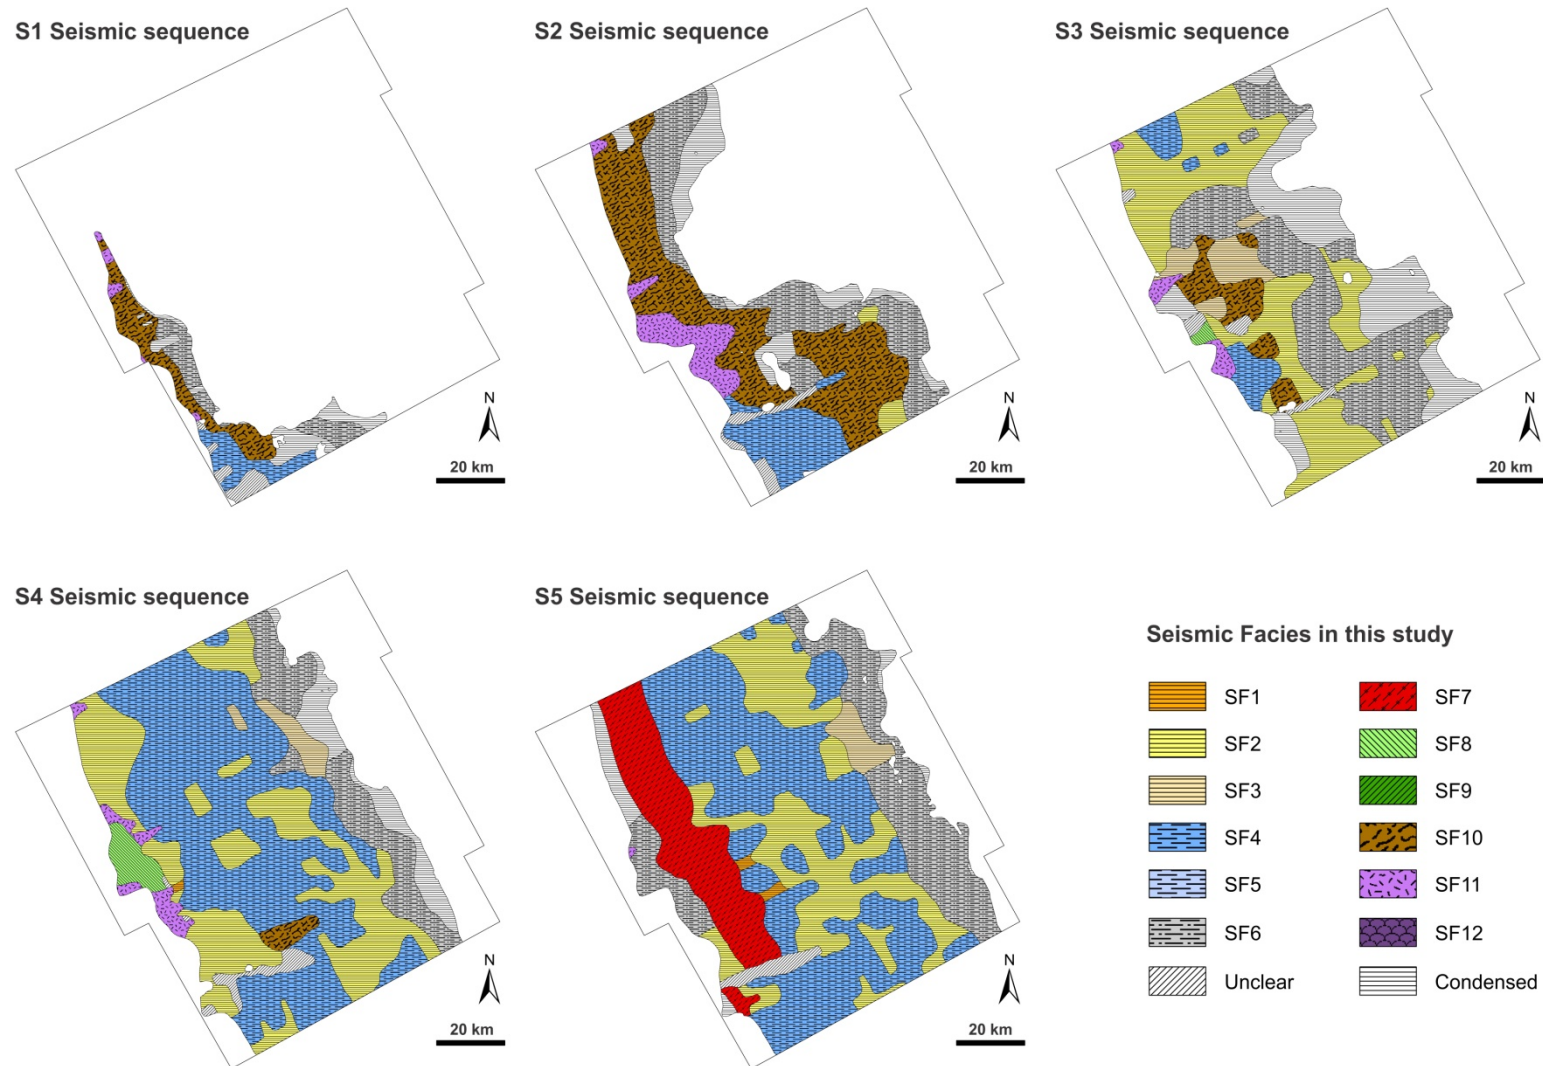 S1 Seismic sequence
S2 Seismic sequence
S3 Seismic sequence
N
20 km
N
20 km
N
20 km
S4 Seismic sequence
S5 Seismic sequence
N
20 km
N
20 km
Seismic Facies in this study
SF1
SF7
SF2
SF8
SF3
SF9
SF4
SF10
SF5
SF11
SF6
SF12
Unclear
Condensed